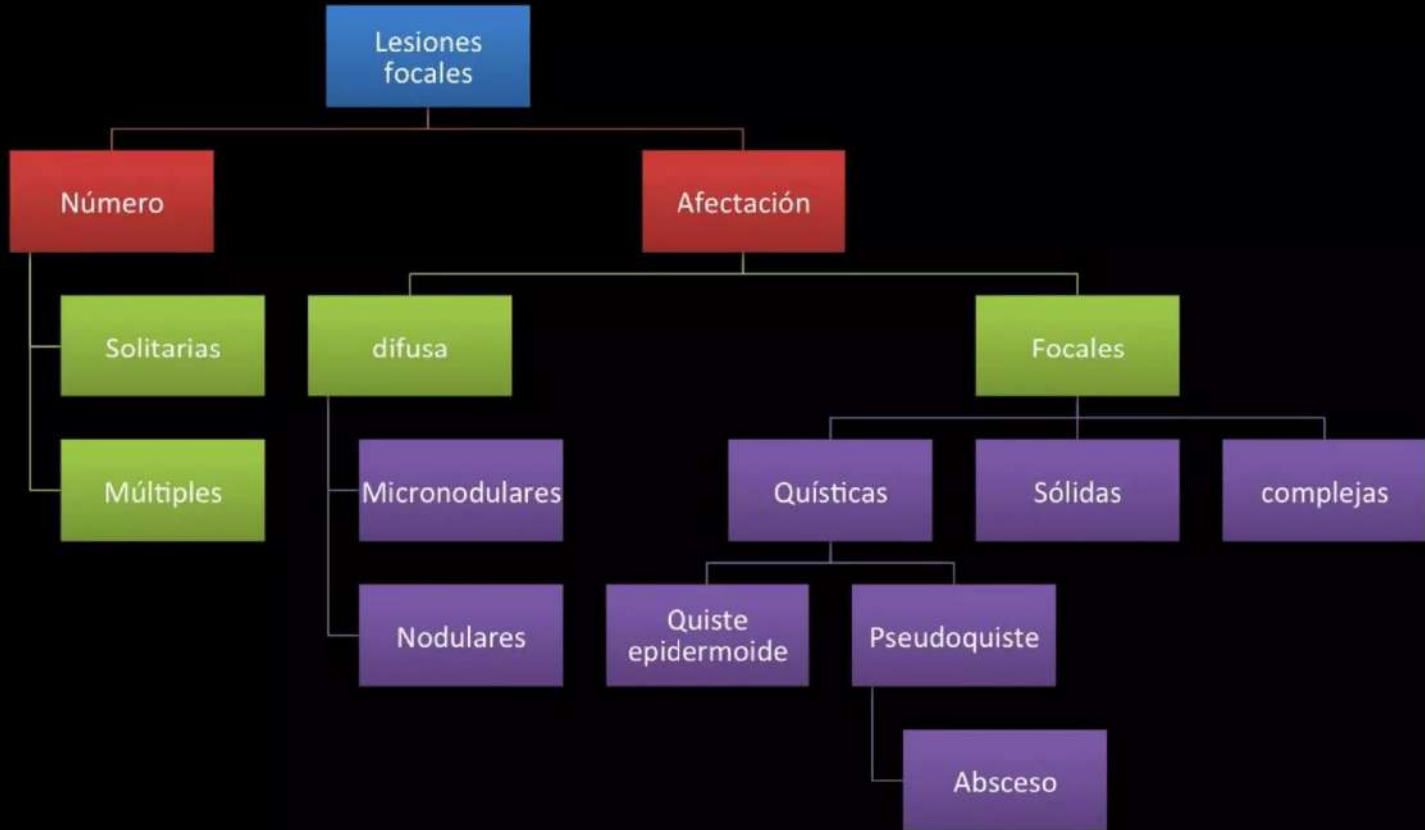 Lesiones
focales
Número
Afectación
Solitarias
difusa
Focales
Múltiples
Micronodulares
Quísticas
Sólidas
complejas
Nodulares
Quiste
epidermoide
Pseudoquiste
Absceso